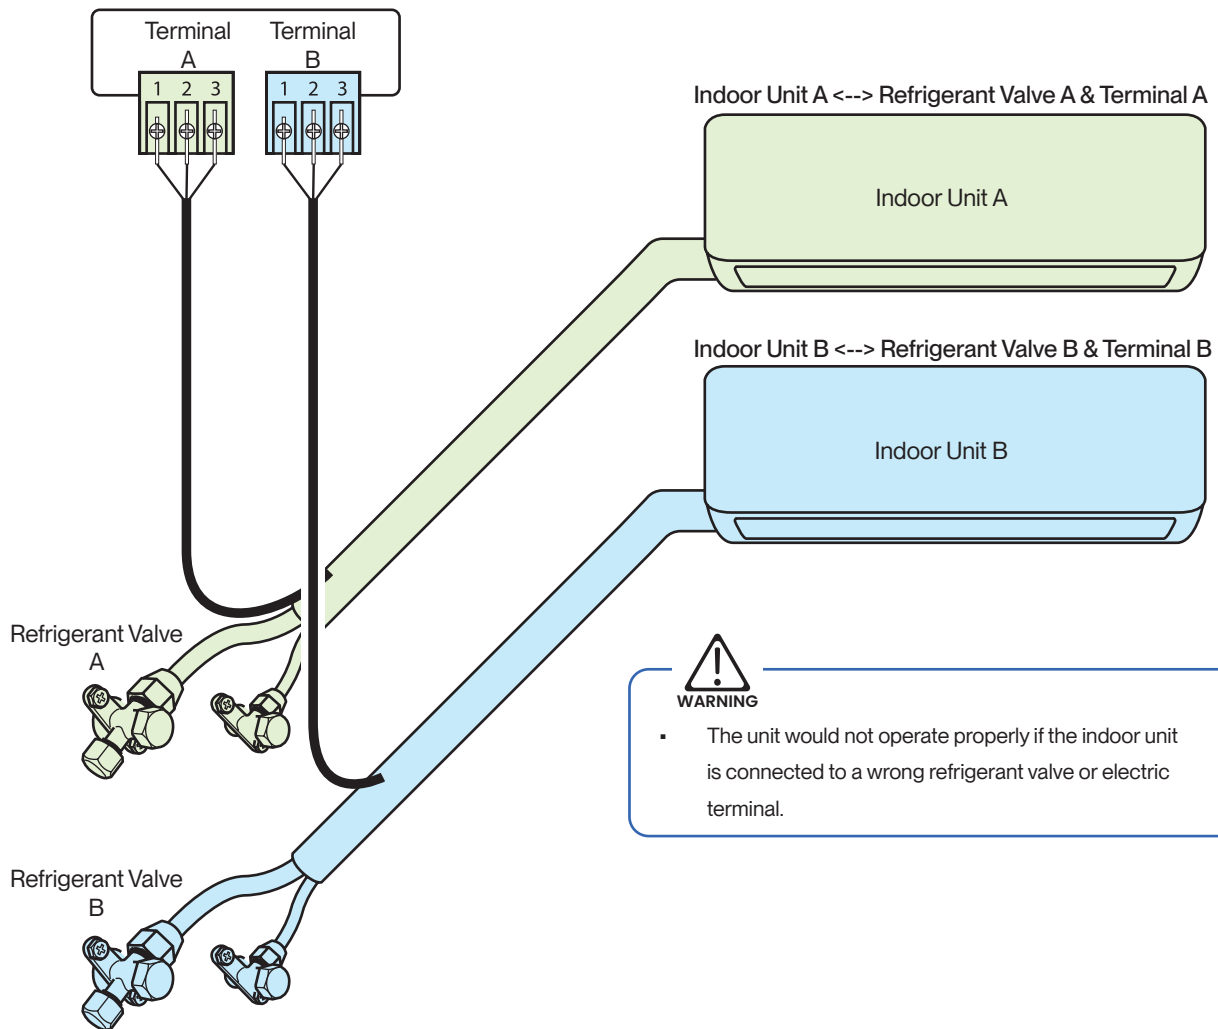 Terminal
A
Terminal
B
1 2 3
1 2 3
Indoor Unit A <--> Refrigerant Valve A & Terminal A
Indoor Unit A
Indoor Unit B <--> Refrigerant Valve B & Terminal B
Indoor Unit B
Refrigerant Valve
A
WARNING
▪ The unit would not operate properly if the indoor unit
is connected to a wrong refrigerant valve or electric
terminal.
Refrigerant Valve
B